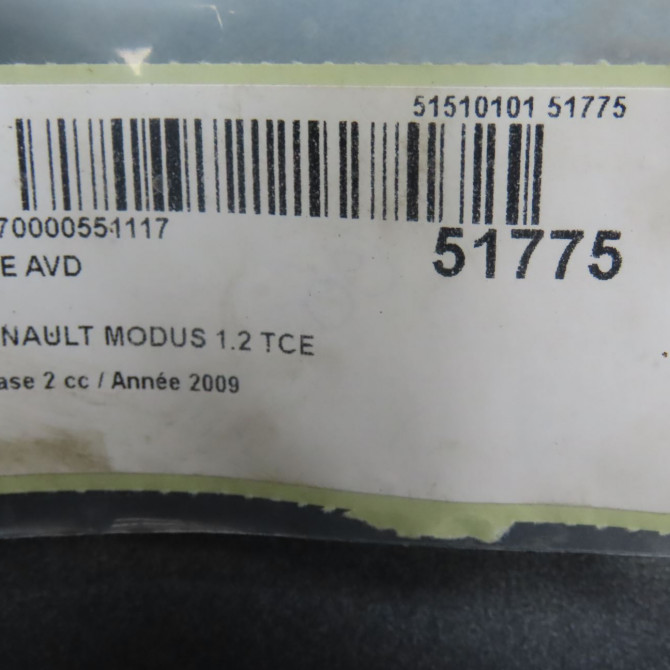 51510101 51775
70000551117
51775
E AVD
NAULT MODUS 1.2 TCE
ase 2 cc / Année 2009